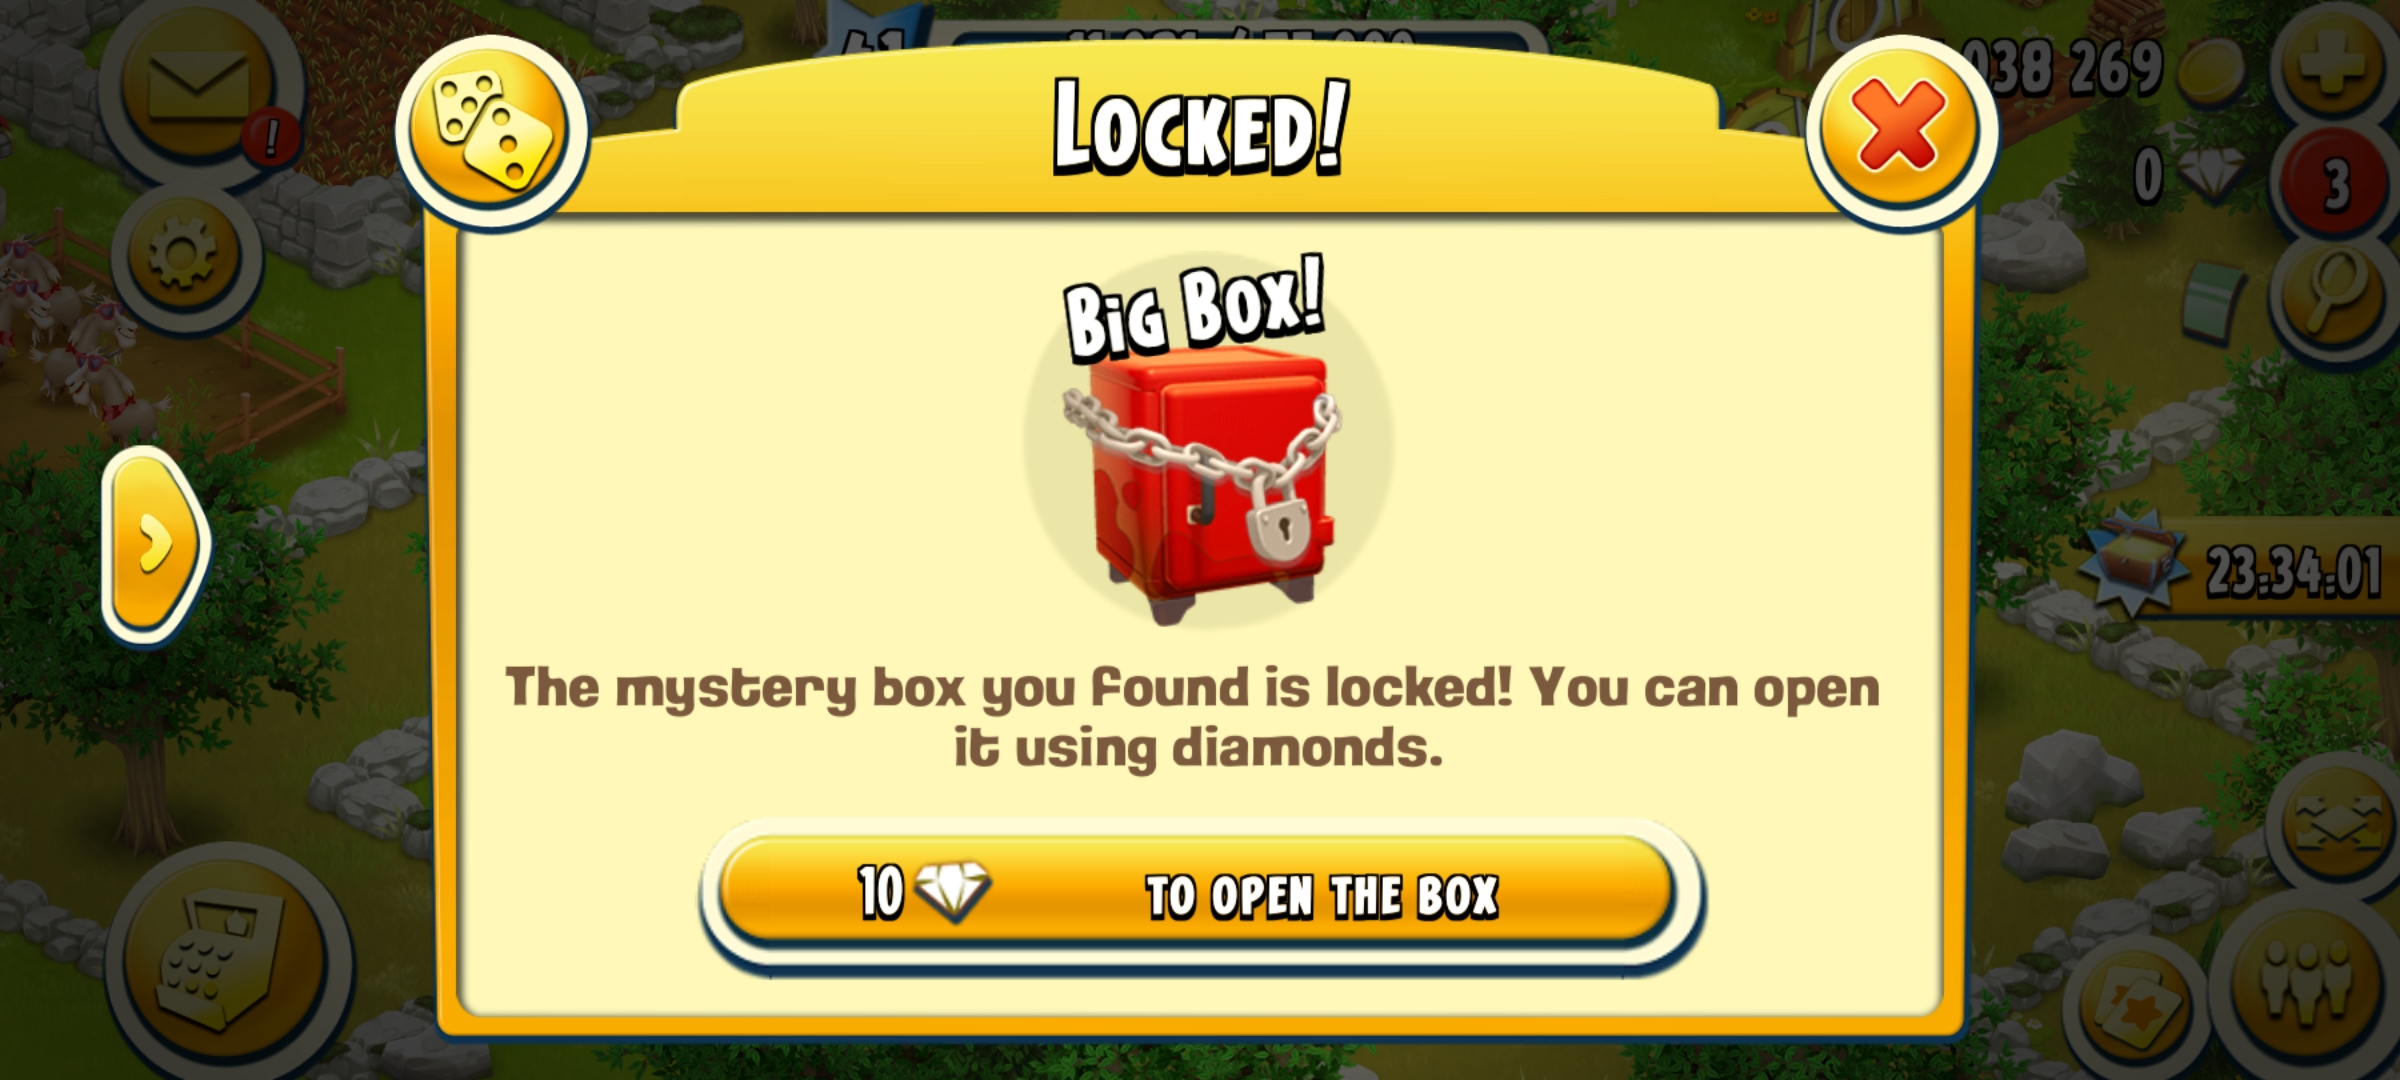 038 269
!
LOCKED!
0
3
BIG BOX!
23:34:01
The mystery box you found is locked! You can open
it using diamonds.
10 TO OPEN THE BOX